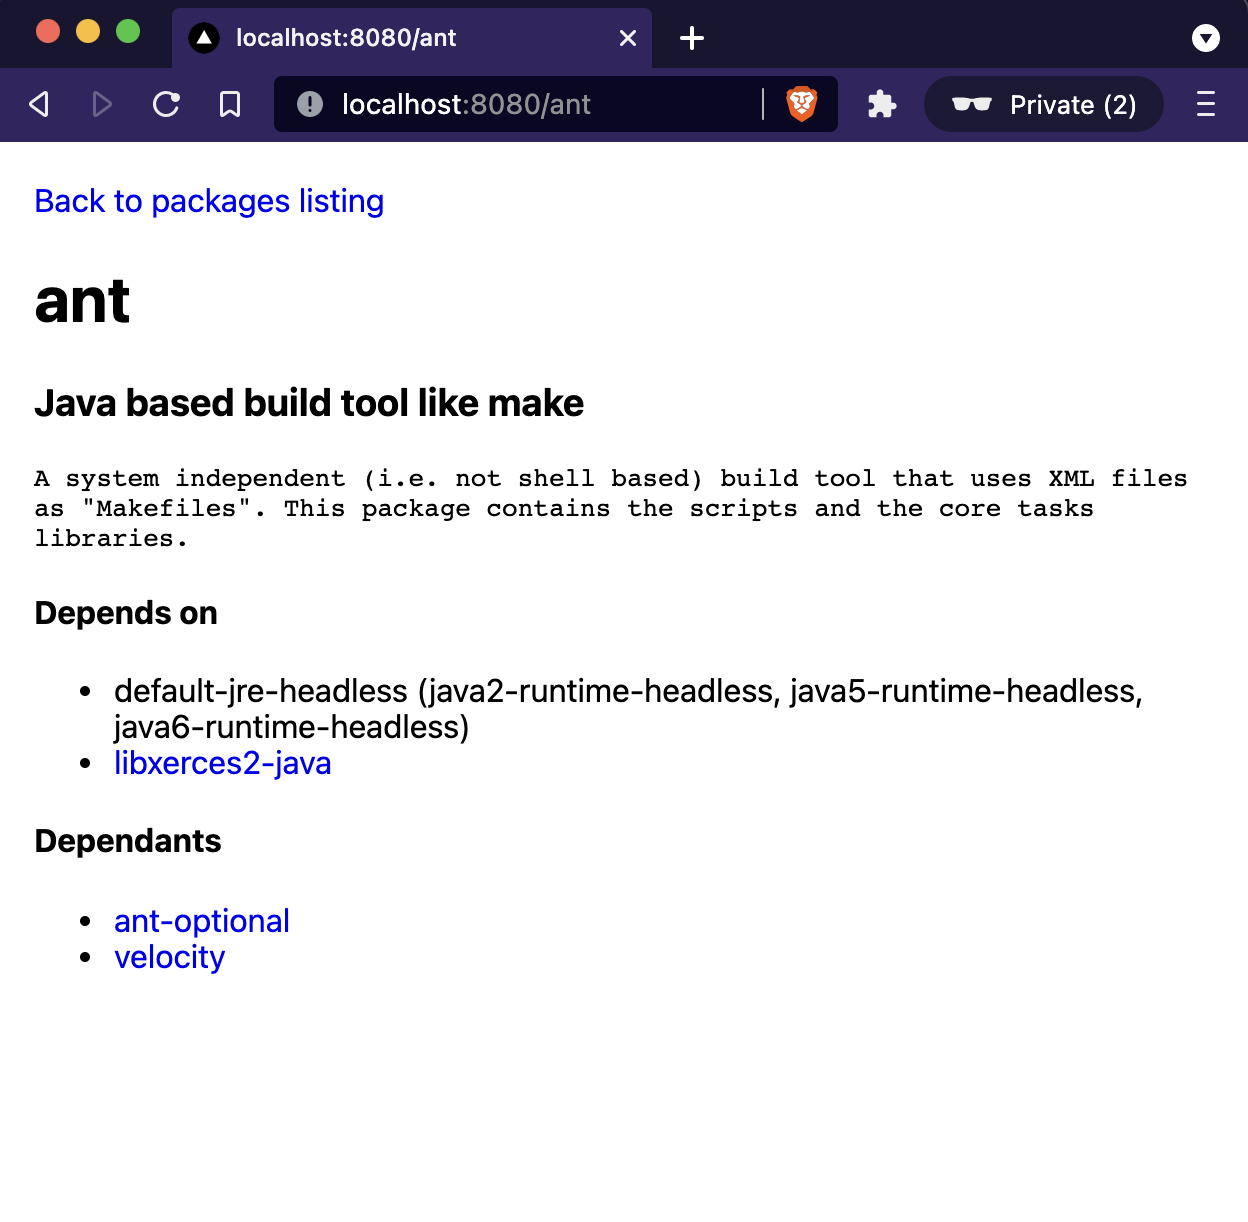 localhost:8080/ant
localhost:8080/ant
Private (2)
Back to packages listing
ant
Java based build tool like make
A system independent (i.e. not shell based) build tool that uses XML files
as "Makefiles". This package contains the scripts and the core tasks
libraries.
Depends on
default-jre-headless (java2-runtime-headless, java5-runtime-headless,
java6-runtime-headless)
libxerces2-java
Dependants
ant-optional
velocity